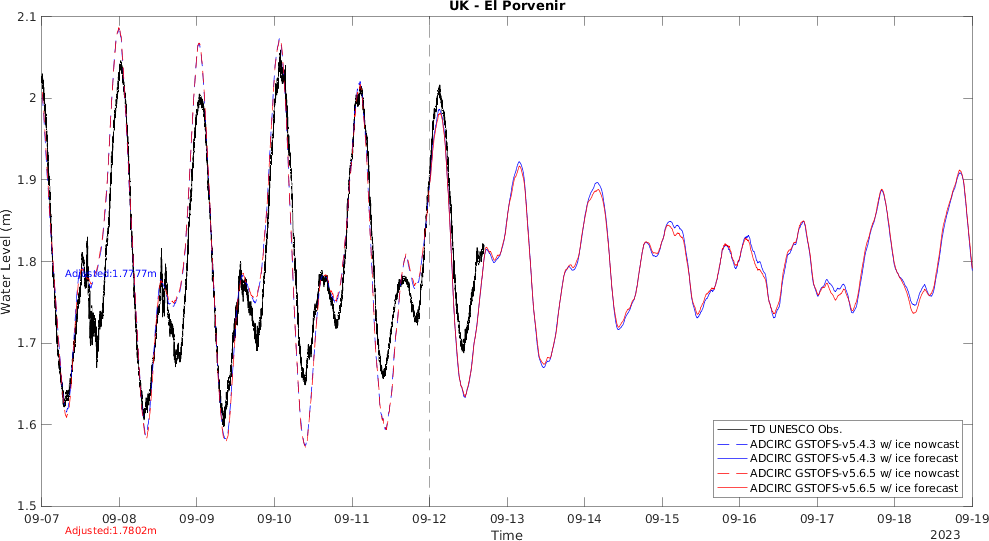 UK - El Porvenir
2.1
2
1.9
1.8
1.7
1.6
1.5
Water Level (m)
Adjusted:1.7777m
TD UNESCO Obs.
ADCIRC GSTOFS-v5.4.3 w/ ice nowcast
ADCIRC GSTOFS-v5.4.3 w/ ice forecast
ADCIRC GSTOFS-v5.6.5 w/ ice nowcast
ADCIRC GSTOFS-v5.6.5 w/ ice forecast
09-07 09-08 09-09 09-10 09-11 09-12 09-13 09-14 09-15 09-16 09-17 09-18 09-19
Adjusted:1.7802m
Time
2023